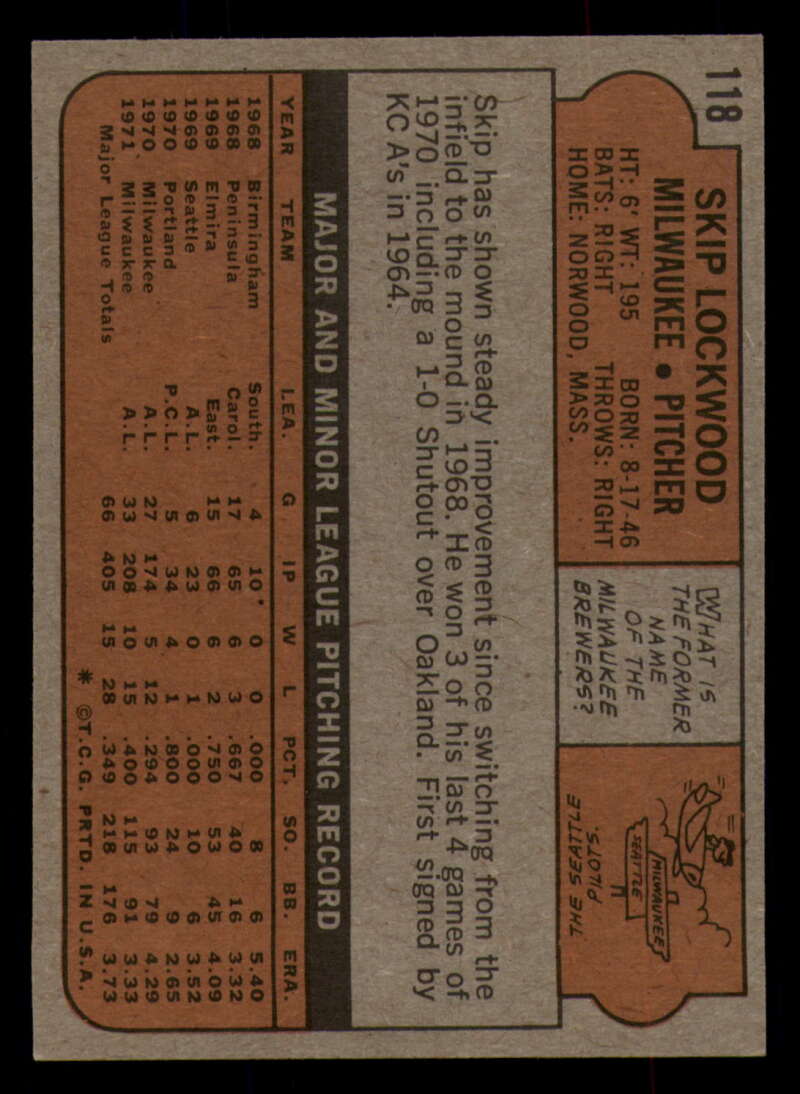 118
SKIP LOCKWOOD
MILWAUKEE • PITCHER
HT: 6' WT: 195 BORN: 8-17-46
BATS: RIGHT THROWS: RIGHT
HOME: NORWOOD, MASS.
WHAT IS
THE FORMER
NAME
OF THE
MILWAUKEE
BREWERS?
MILWAUKEE
SEATTLE
THE SEATTLE
PILOTS.
Skip has shown steady improvement since switching from the
infield to the mound in 1968. He won 3 of his last 4 games of
1970 including a 1-0 Shutout over Oakland. First signed by
KC A's in 1964.
MAJOR AND MINOR LEAGUE PITCHING RECORD
YEAR TEAM LEA. G IP W L PCT. SO. BB. ERA.
1968 Birmingham South. 4 10 0 0 .000 8 6 5.40
1968 Peninsula Carol. 17 65 6 3 .667 40 16 3.32
1969 Elmira East. 15 66 6 2 .750 53 45 4.09
1969 Seattle A.L. 6 23 0 1 .000 10 6 3.52
1970 Portland P.C.L. 5 34 4 1 .800 24 9 2.65
1970 Milwaukee A.L. 27 174 5 12 .294 93 79 4.29
1971 Milwaukee A.L. 33 208 10 15 .400 115 91 3.33
Major League Totals 66 405 15 28 .349 218 176 3.73
* ©T.C.G. PRTD. IN U.S.A.